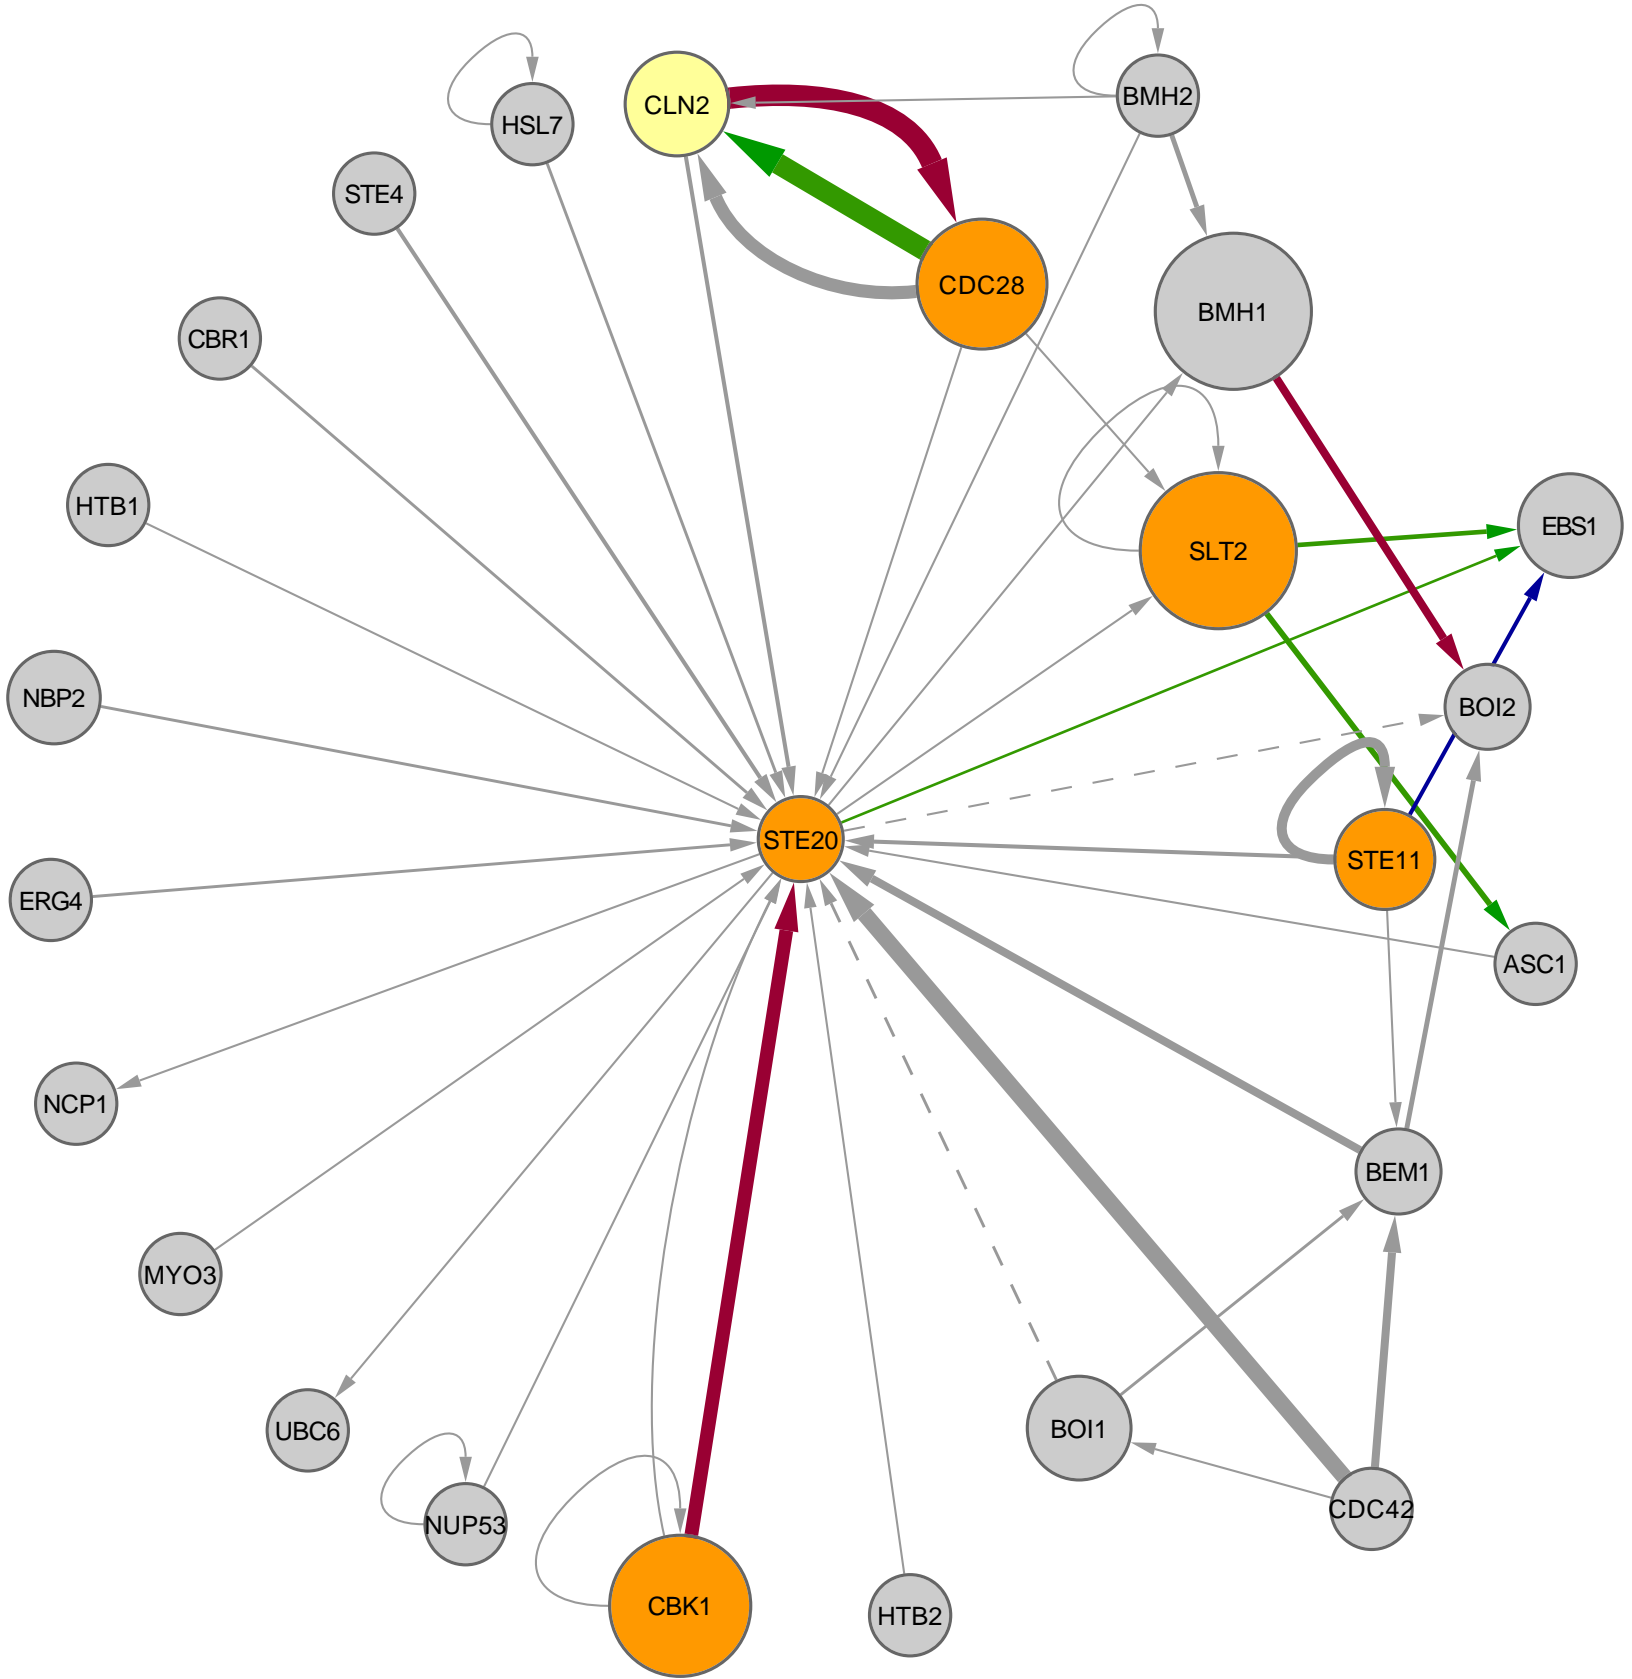 BMH2
CLN2
HSL7
STE4
CDC28
BMH1
CBR1
HTB1
EBS1
SLT2
NBP2
BOI2
STE20
STE11
ERG4
ASC1
NCP1
BEM1
MYO3
BOI1
UBC6
CDC42
NUP53
CBK1
HTB2